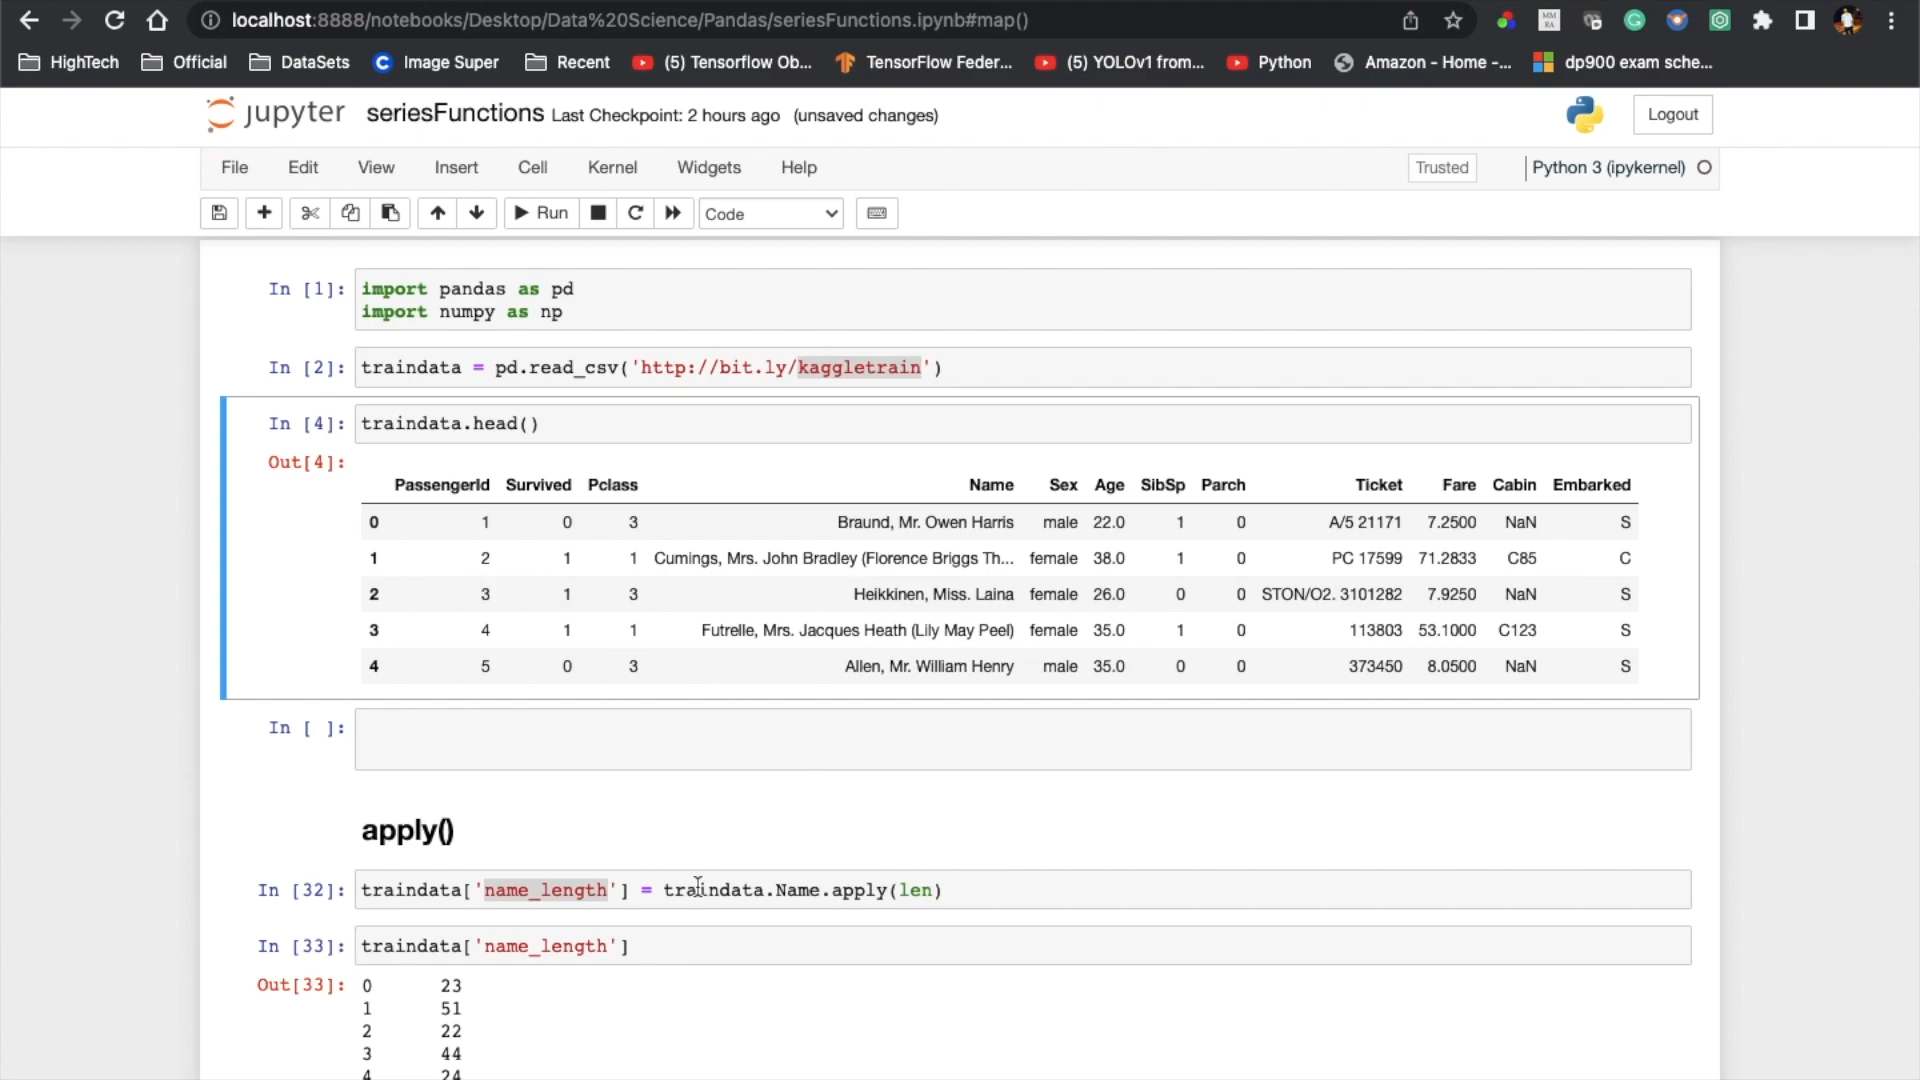 localhost:8888/notebooks/Desktop/Data%20Science/Pandas/seriesFunctions.ipynb#map()
HighTech Official DataSets Image Super Recent (5) Tensorflow Ob... TensorFlow Feder... (5) YOLOv1 from... Python Amazon - Home -... dp900 exam sche...
jupyter seriesFunctions Last Checkpoint: 2 hours ago (unsaved changes) Logout
File Edit View Insert Cell Kernel Widgets Help Trusted Python 3 (ipykernel)
Run Code
In [1]: import pandas as pd
import numpy as np
In [2]: traindata = pd.read_csv('http://bit.ly/kaggletrain')
In [4]: traindata.head()
Out[4]:
PassengerId Survived Pclass Name Sex Age SibSp Parch Ticket Fare Cabin Embarked
0 1 0 3 Braund, Mr. Owen Harris male 22.0 1 0 A/5 21171 7.2500 NaN S
1 2 1 1 Cumings, Mrs. John Bradley (Florence Briggs Th... female 38.0 1 0 PC 17599 71.2833 C85 C
2 3 1 3 Heikkinen, Miss. Laina female 26.0 0 0 STON/O2. 3101282 7.9250 NaN S
3 4 1 1 Futrelle, Mrs. Jacques Heath (Lily May Peel) female 35.0 1 0 113803 53.1000 C123 S
4 5 0 3 Allen, Mr. William Henry male 35.0 0 0 373450 8.0500 NaN S
In [ ]:
apply()
In [32]: traindata['name_length'] = traindata.Name.apply(len)
In [33]: traindata['name_length']
Out[33]: 0 23
1 51
2 22
3 44
4 24